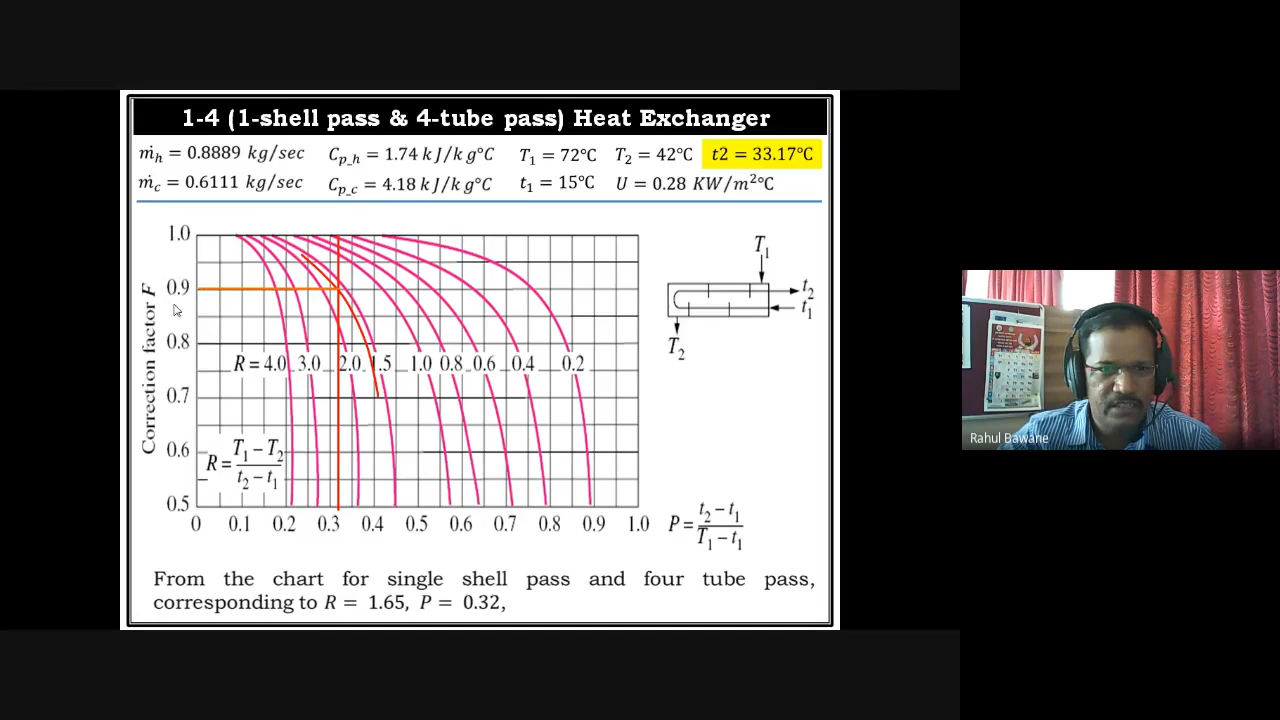 1-4 (1-shell pass & 4-tube pass) Heat Exchanger
ṁ_h = 0.8889 kg/sec C_{p_h} = 1.74 kJ/kg°C T₁ = 72°C T₂ = 42°C t2 = 33.17°C
ṁ_c = 0.6111 kg/sec C_{p_c} = 4.18 kJ/kg°C t₁ = 15°C U = 0.28 KW/m²°C
Correction factor F
1.0
0.9
0.8
0.7
0.6
0.5
R = 4.0 3.0 2.0 1.5 1.0 0.8 0.6 0.4 0.2
R = (T₁ − T₂)/(t₂ − t₁)
0 0.1 0.2 0.3 0.4 0.5 0.6 0.7 0.8 0.9 1.0
P = (t₂ − t₁)/(T₁ − t₁)
T₁
t₂
t₁
T₂
From the chart for single shell pass and four tube pass,
corresponding to R = 1.65, P = 0.32,
Rahul Bawane